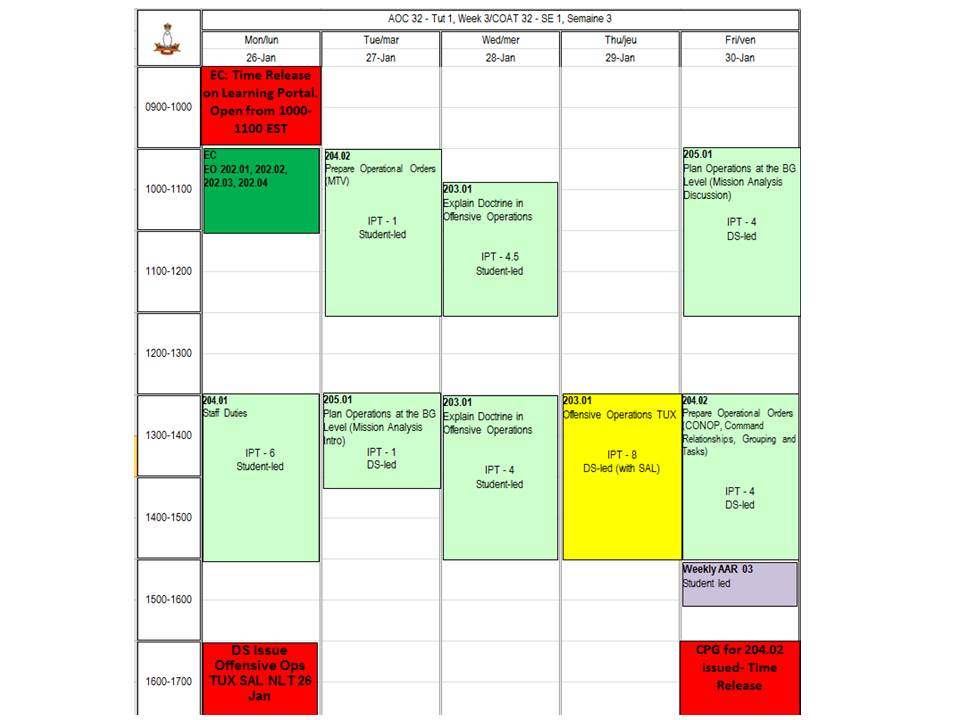 AOC 32 - Tut 1, Week 3/COAT 32 - SE 1, Semaine 3
Mon/lun
Tue/mar
Wed/mer
Thu/jeu
Fri/ven
26-Jan
27-Jan
28-Jan
29-Jan
30-Jan
0900-1000
EC: Time Release
on Learning Portal.
Open from 1000-
1100 EST
1000-1100
EC
EO 202.01, 202.02,
202.03, 202.04
204.02
Prepare Operational Orders
(MTV)
IPT - 1
Student-led
203.01
Explain Doctrine in
Offensive Operations
IPT - 4.5
Student-led
205.01
Plan Operations at the BG
Level (Mission Analysis
Discussion)
IPT - 4
DS-led
1100-1200
1200-1300
1300-1400
204.01
Staff Duties
IPT - 6
Student-led
205.01
Plan Operations at the BG
Level (Mission Analysis
Intro)
IPT - 1
DS-led
203.01
Explain Doctrine in
Offensive Operations
IPT - 4
Student-led
203.01
Offensive Operations TUX
IPT - 8
DS-led (with SAL)
204.02
Prepare Operational Orders
(CONOP, Command
Relationships, Grouping and
Tasks)
IPT - 4
DS-led
1400-1500
1500-1600
Weekly AAR 03
Student led
1600-1700
DS Issue
Offensive Ops
TUX SAL NLT 26
Jan
CPG for 204.02
issued- Time
Release